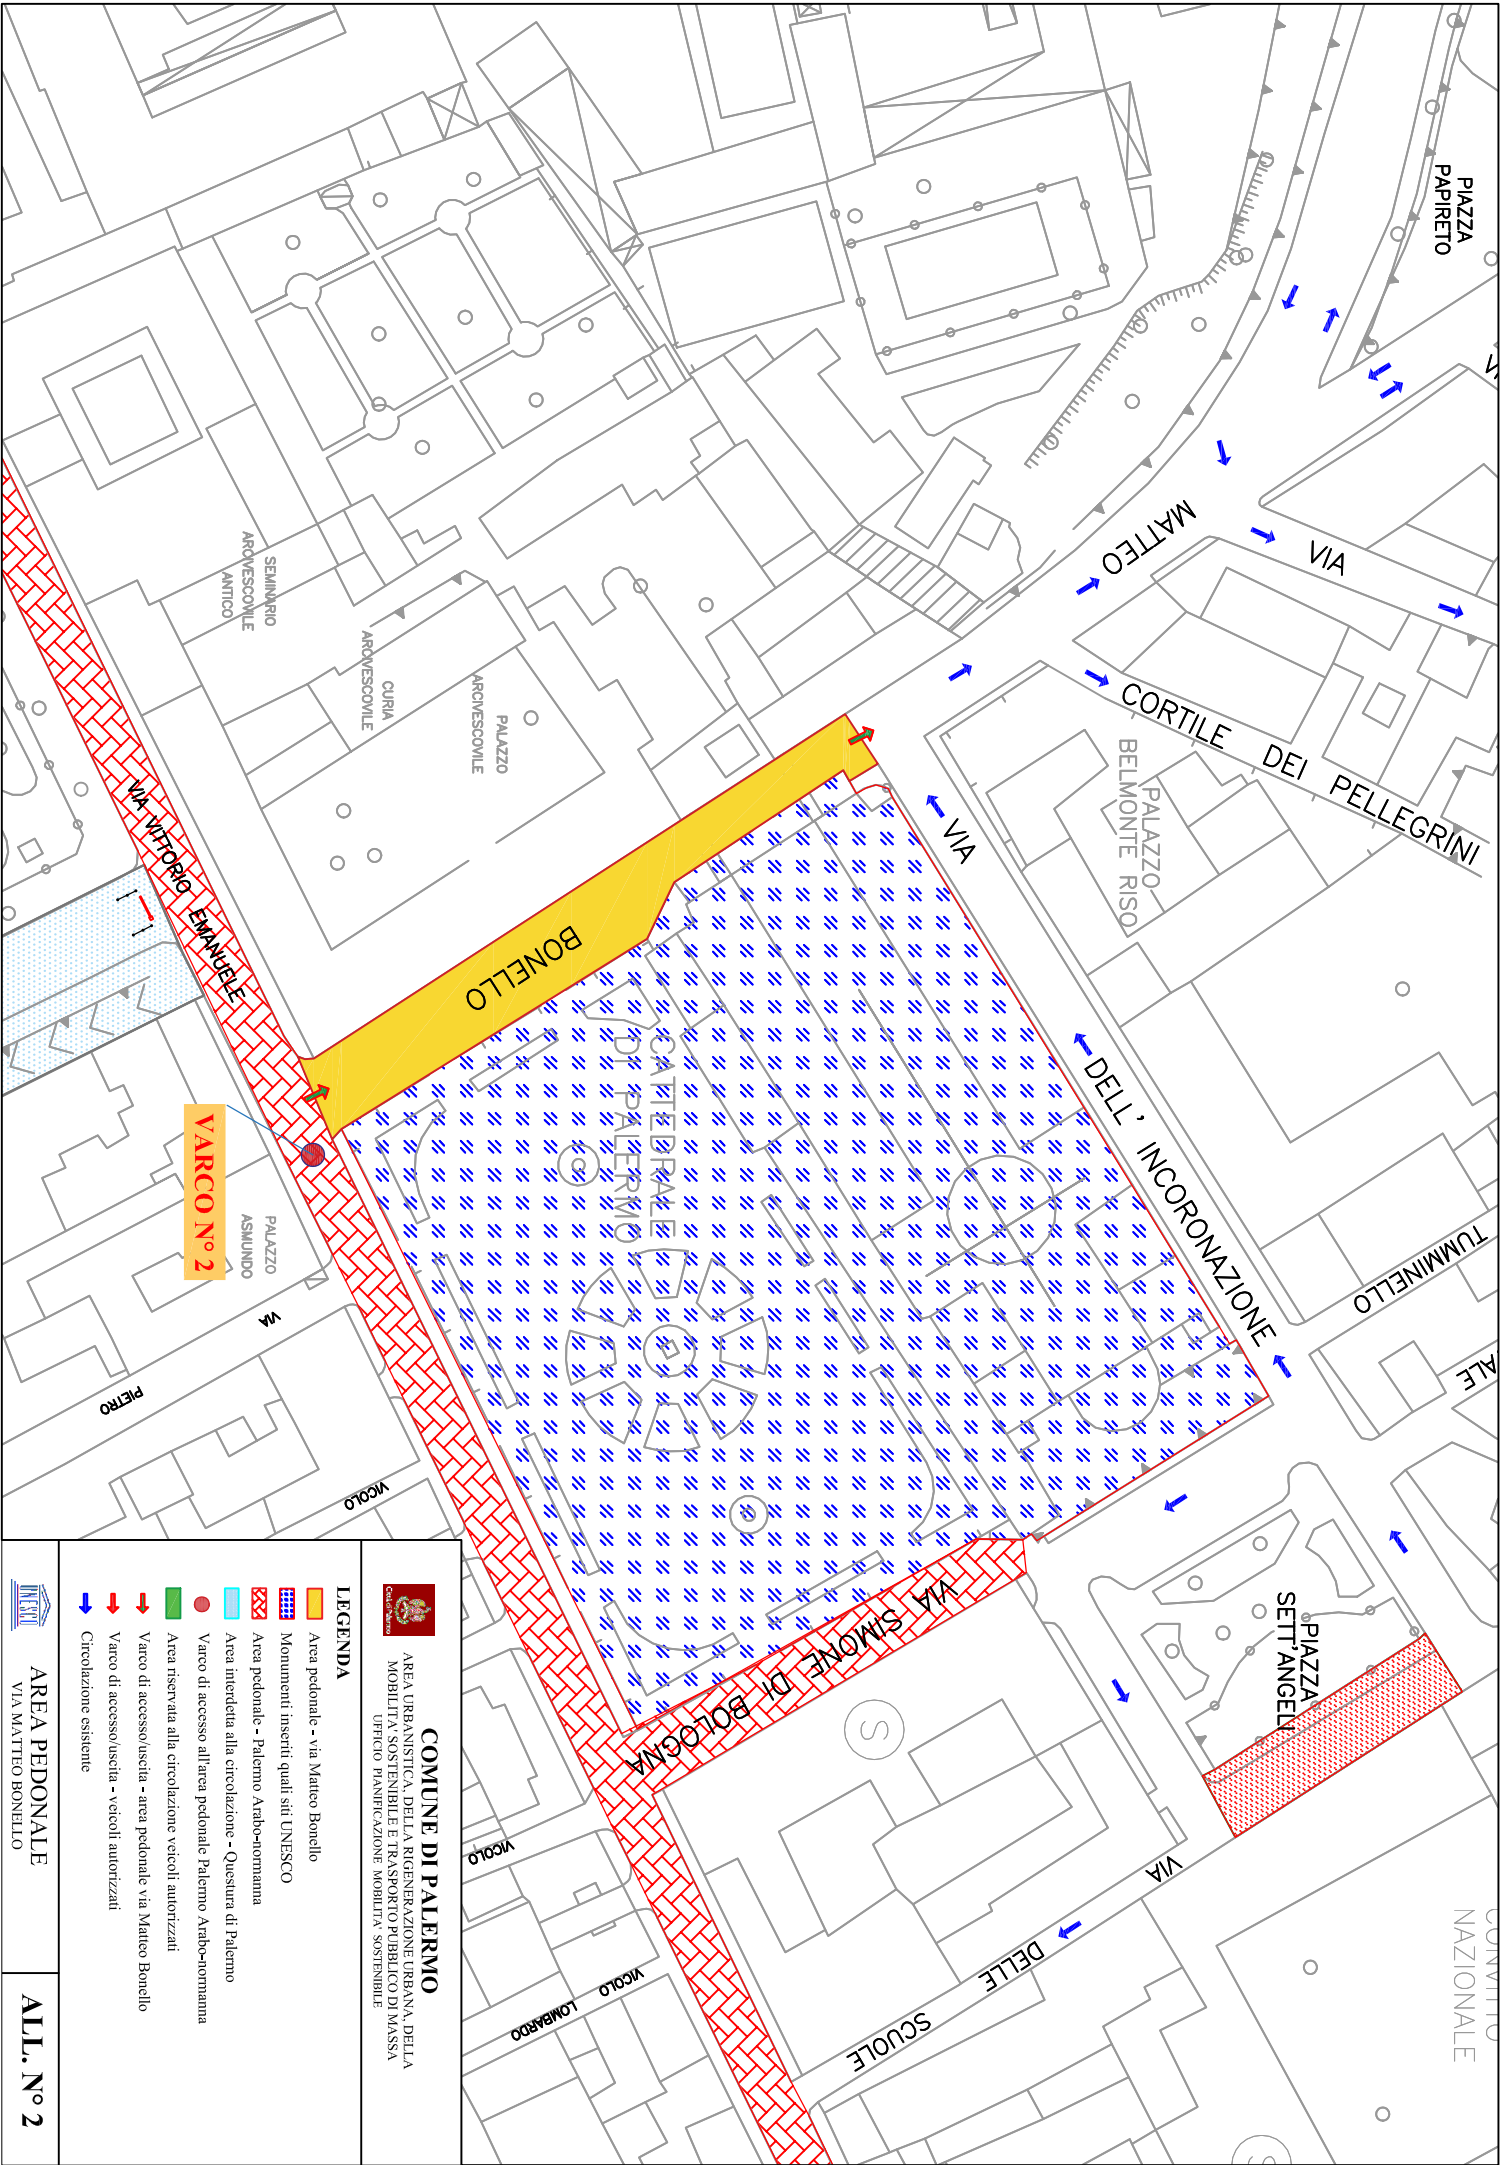 PIAZZA
PAPIRETO
MATTEO
VIA
CORTILE DEI PELLEGRINI
PALAZZO
BELMONTE RISO
VIA
DELL' INCORONAZIONE
TUMMINELLO
ALE
SEMINARIO
ARCIVESCOVILE
ANTICO
CURIA
ARCIVESCOVILE
PALAZZO
ARCIVESCOVILE
BONELLO
CATTEDRALE
DI PALERMO
VIA VITTORIO EMANUELE
VARCO N° 2
PALAZZO
ASMUNDO
VIA
PIETRO
VICOLO
VIA SIMONE DI BOLOGNA
S
PIAZZA
SETT'ANGELI
VIA
DELLE
SCUOLE
NAZIONALE
S
VICOLO
VICOLO
LOMBARDO
Città di Palermo
COMUNE DI PALERMO
AREA URBANISTICA, DELLA RIGENERAZIONE URBANA, DELLA
MOBILITA' SOSTENIBILE E TRASPORTO PUBBLICO DI MASSA
UFFICIO PIANIFICAZIONE MOBILITA' SOSTENIBILE
LEGENDA
Area pedonale - via Matteo Bonello
Monumenti inseriti quali siti UNESCO
Area pedonale - Palermo Arabo-normanna
Area interdetta alla circolazione - Questura di Palermo
Varco di accesso all'area pedonale Palermo Arabo-normanna
Area riservata alla circolazione veicoli autorizzati
Varco di accesso/uscita - area pedonale via Matteo Bonello
Varco di accesso/uscita - veicoli autorizzati
Circolazione esistente
UNESCO
AREA PEDONALE
VIA MATTEO BONELLO
ALL. N° 2